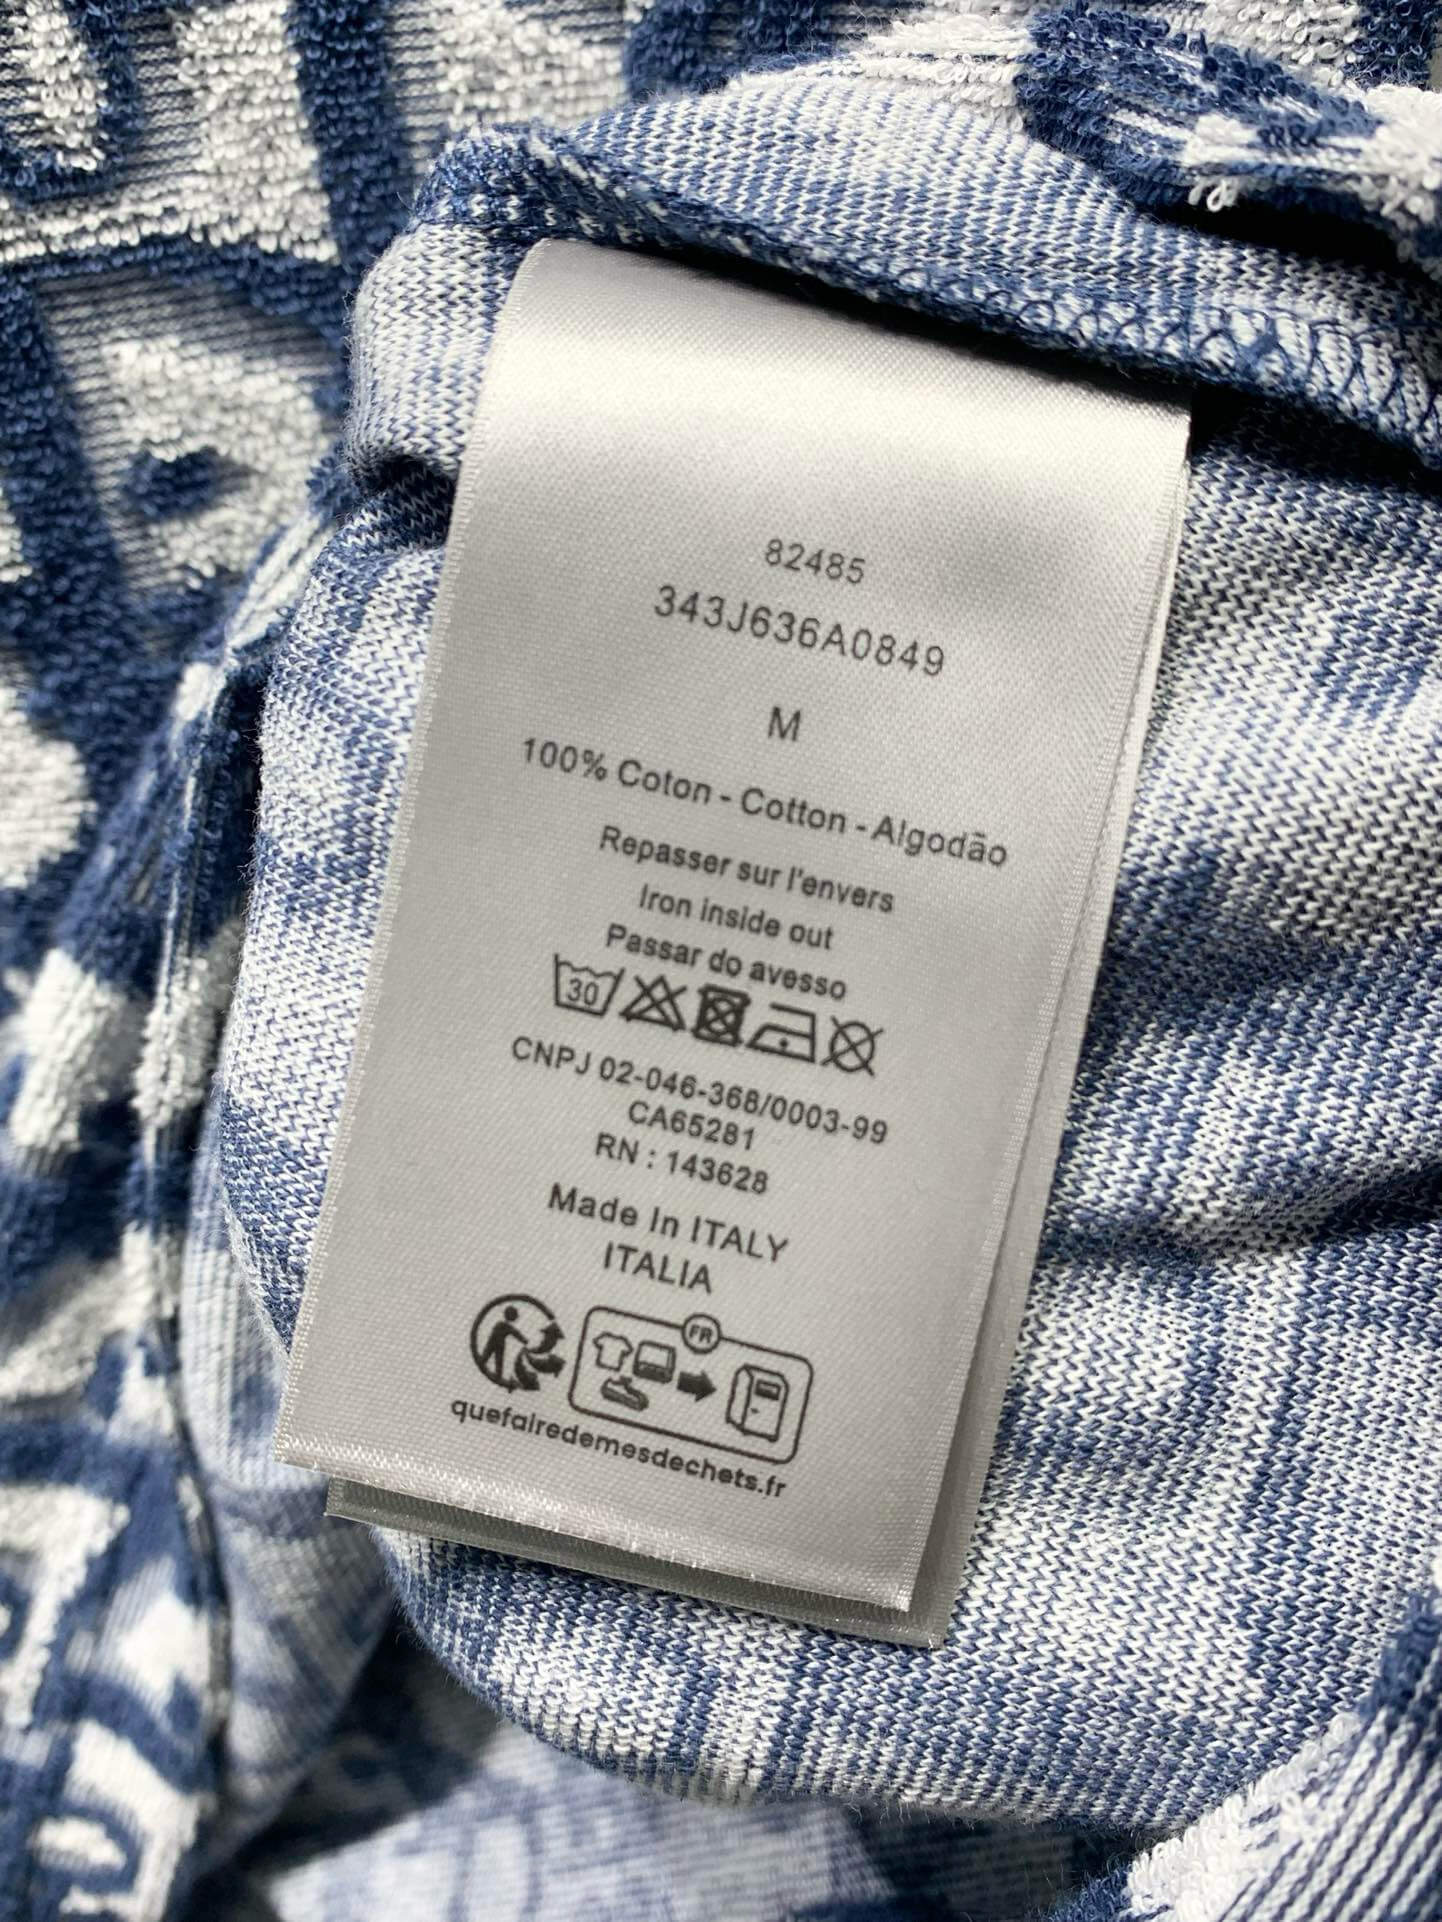 82485
343J636A0849
M
100% Coton - Cotton - Algodão
Repasser sur l'envers
Iron inside out
Passar do avesso
30
CNPJ 02-046-368/0003-99
CA65281
RN : 143628
Made In ITALY
ITALIA
FR
quefairedemesdechets.fr